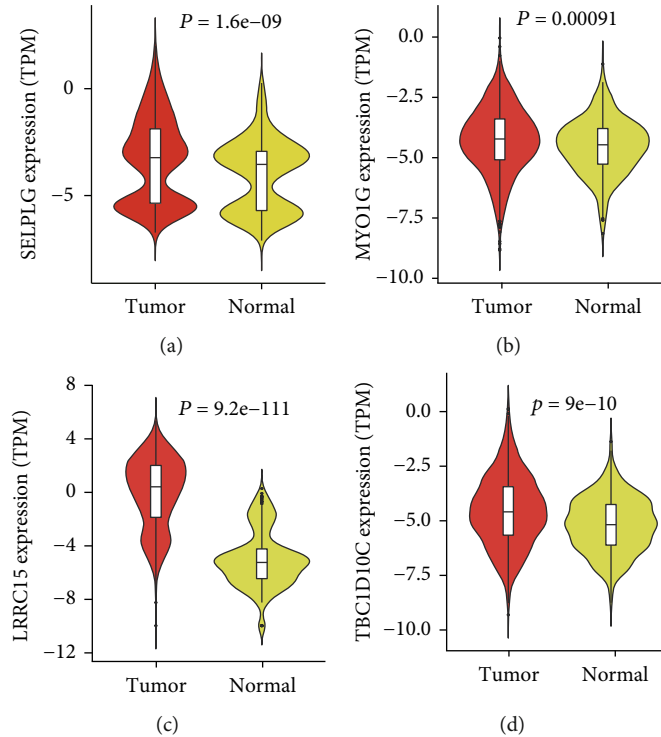 P = 1.6e−09
SELPLG expression (TPM)
0
−5
Tumor
Normal
(a)
P = 0.00091
MYO1G expression (TPM)
0.0
−2.5
−5.0
−7.5
−10.0
Tumor
Normal
(b)
P = 9.2e−111
LRRC15 expression (TPM)
8
4
0
−4
−8
−12
Tumor
Normal
(c)
p = 9e−10
TBC1D10C expression (TPM)
−0.0
−2.5
−5.0
−7.5
−10.0
Tumor
Normal
(d)